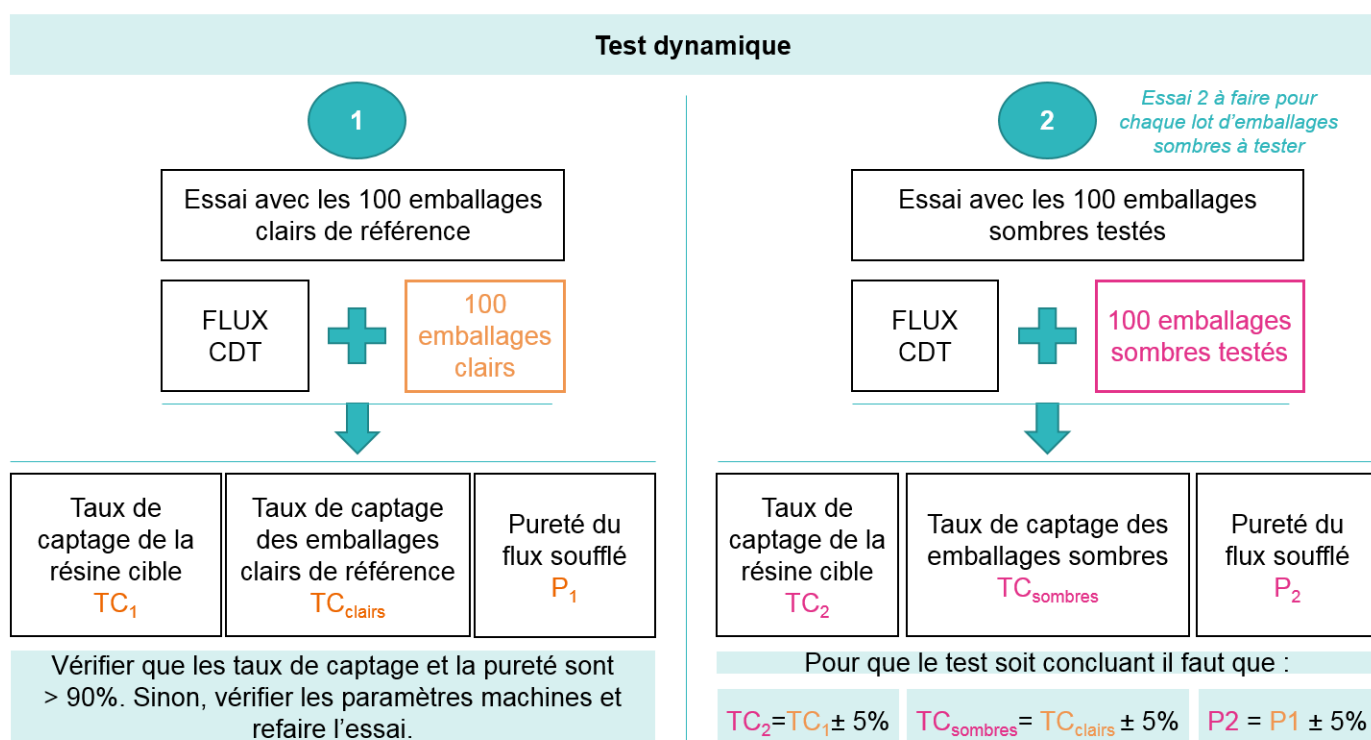 Test dynamique
1
Essai avec les 100 emballages
clairs de référence
FLUX
CDT
100
emballages
clairs
Taux de
captage de la
résine cible
TC₁
Taux de captage
des emballages
clairs de référence
TC_clairs
Pureté du
flux soufflé
P₁
Vérifier que les taux de captage et la pureté sont
> 90%. Sinon, vérifier les paramètres machines et
refaire l’essai.
2
Essai 2 à faire pour
chaque lot d’emballages
sombres à tester
Essai avec les 100 emballages
sombres testés
FLUX
CDT
100 emballages
sombres testés
Taux de
captage de la
résine cible
TC₂
Taux de captage des
emballages sombres
TC_sombres
Pureté du
flux soufflé
P₂
Pour que le test soit concluant il faut que :
TC₂=TC₁± 5%
TC_sombres= TC_clairs ± 5%
P2 = P1 ± 5%